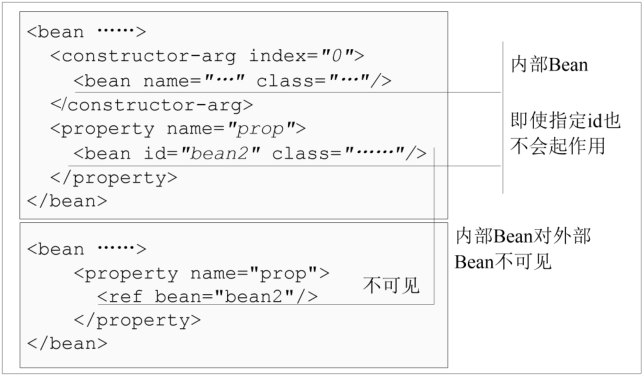 <bean ……>
<constructor-arg index="0">
<bean name="…" class="…"/>
</constructor-arg>
<property name="prop">
<bean id="bean2" class="……"/>
</property>
</bean>
内部Bean
即使指定id也
不会起作用
<bean ……>
<property name="prop">
<ref bean="bean2"/>
</property>
</bean>
不可见
内部Bean对外部
Bean不可见